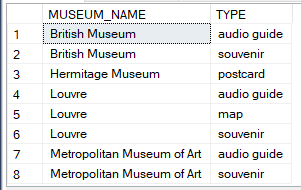 MUSEUM_NAME TYPE
1 British Museum audio guide
2 British Museum souvenir
3 Hermitage Museum postcard
4 Louvre audio guide
5 Louvre map
6 Louvre souvenir
7 Metropolitan Museum of Art audio guide
8 Metropolitan Museum of Art souvenir